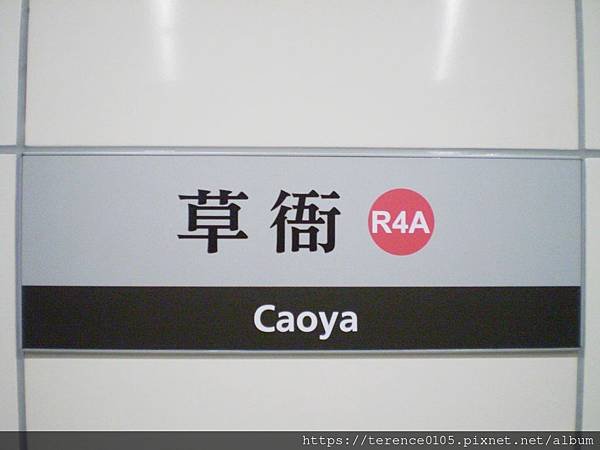 草衙 R4A
Caoya
https://terence0105.pixnet.net/album